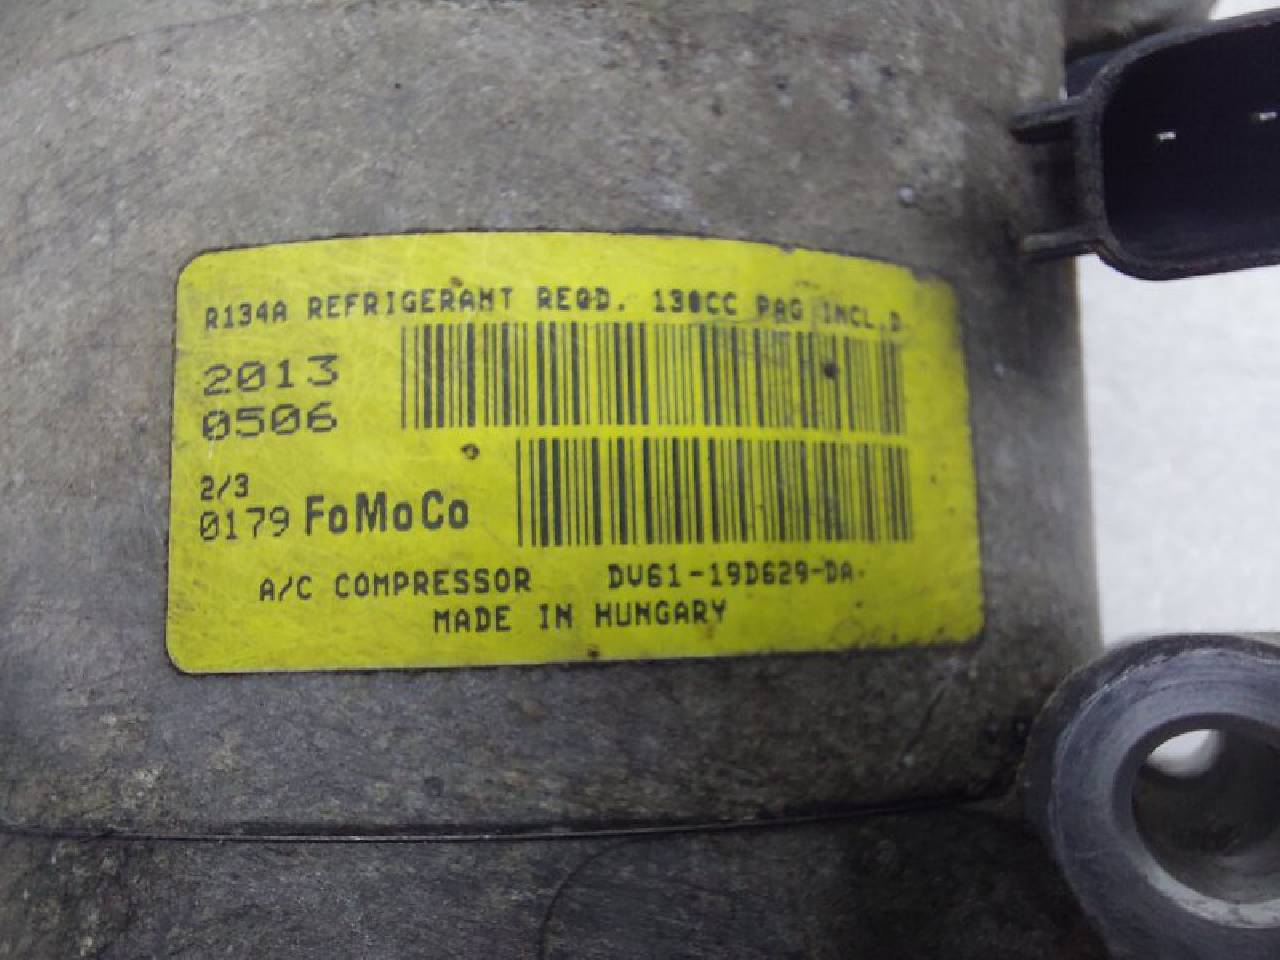 R134A REFRIGERANT REQD. 130CC PAG INCL.D
2013
0506
2/3
0179 FoMoCo
A/C COMPRESSOR DV61-19D629-DA
MADE IN HUNGARY